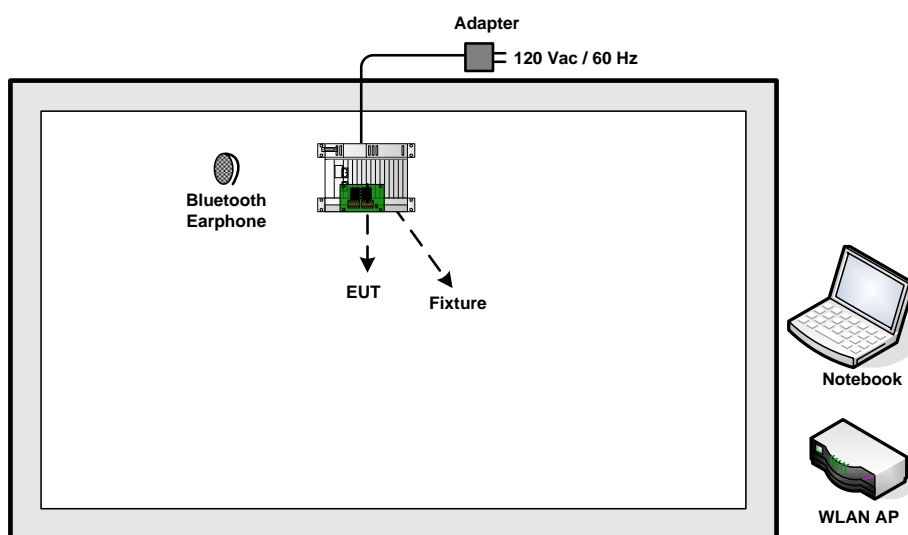 Adapter
120 Vac / 60 Hz
Bluetooth
Earphone
EUT
Fixture
Notebook
WLAN AP